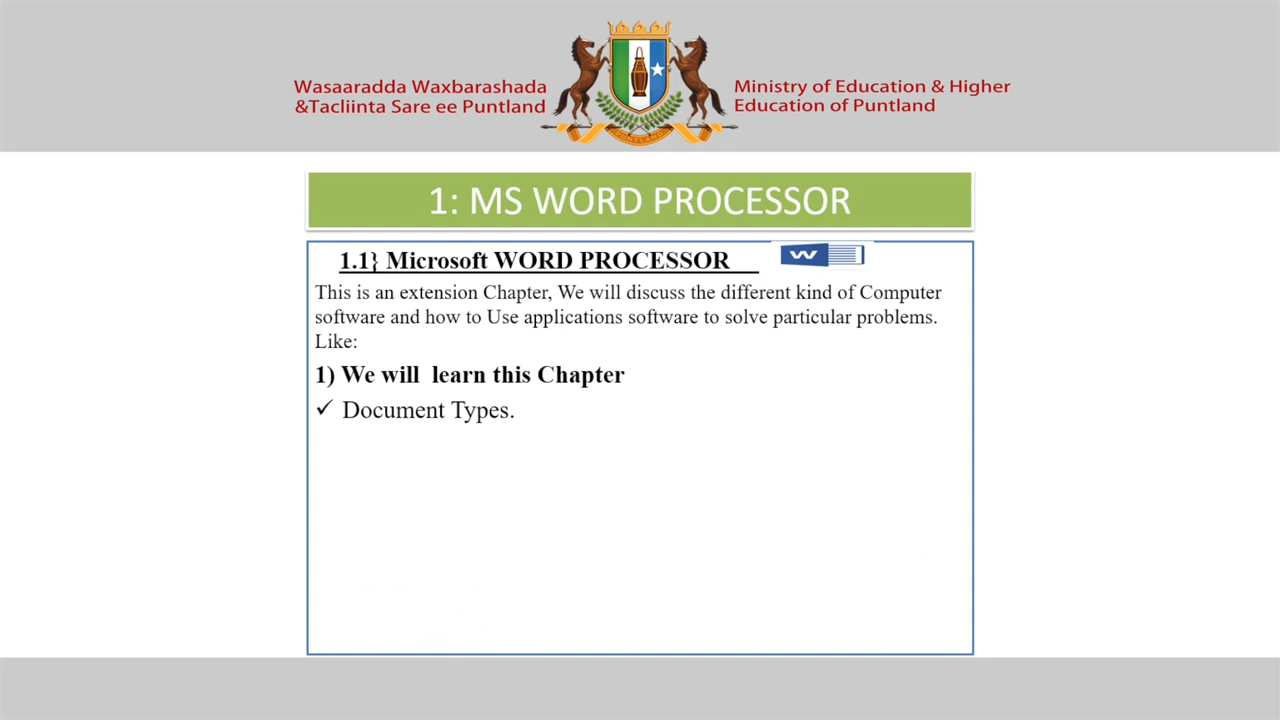 Wasaaradda Waxbarashada
&Tacliinta Sare ee Puntland
Ministry of Education & Higher
Education of Puntland
1: MS WORD PROCESSOR
1.1} Microsoft WORD PROCESSOR
W
This is an extension Chapter, We will discuss the different kind of Computer
software and how to Use applications software to solve particular problems.
Like:
1) We will learn this Chapter
✓ Document Types.